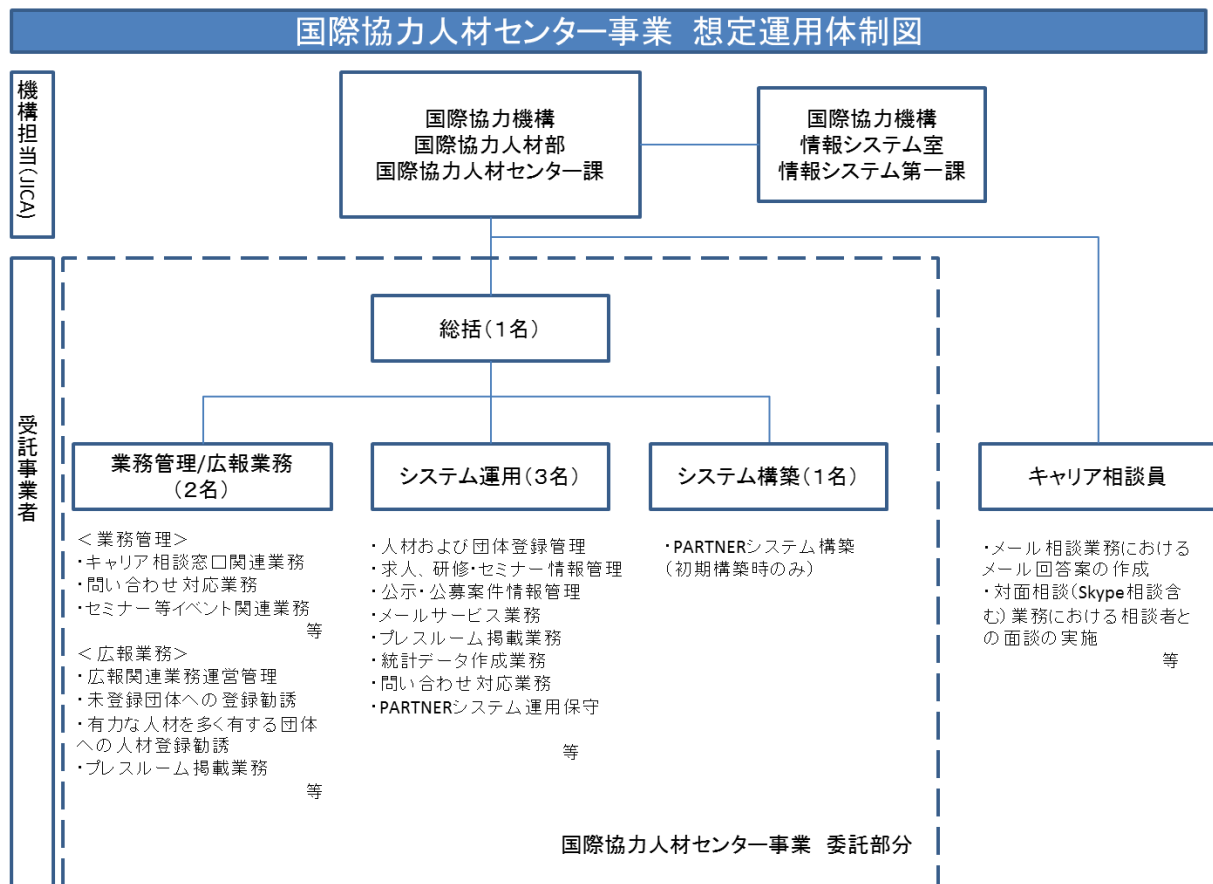 国際協力人材センター事業 想定運用体制図
機構担当(JICA)
国際協力機構
国際協力人材部
国際協力人材センター課
国際協力機構
情報システム室
情報システム第一課
受託事業者
総括(1名)
業務管理/広報業務
(2名)
システム運用(3名)
システム構築(1名)
キャリア相談員
<業務管理>
・キャリア相談窓口関連業務
・問い合わせ対応業務
・セミナー等イベント関連業務
等
<広報業務>
・広報関連業務運営管理
・未登録団体への登録勧誘
・有力な人材を多く有する団体
への人材登録勧誘
・プレスルーム掲載業務
等
・人材および団体登録管理
・求人、研修・セミナー情報管理
・公示・公募案件情報管理
・メールサービス業務
・プレスルーム掲載業務
・統計データ作成業務
・問い合わせ対応業務
・PARTNERシステム運用保守
等
・PARTNERシステム構築
(初期構築時のみ)
・メール相談業務における
メール回答案の作成
・対面相談(Skype相談含
む)業務における相談者と
の面談の実施
等
国際協力人材センター事業 委託部分